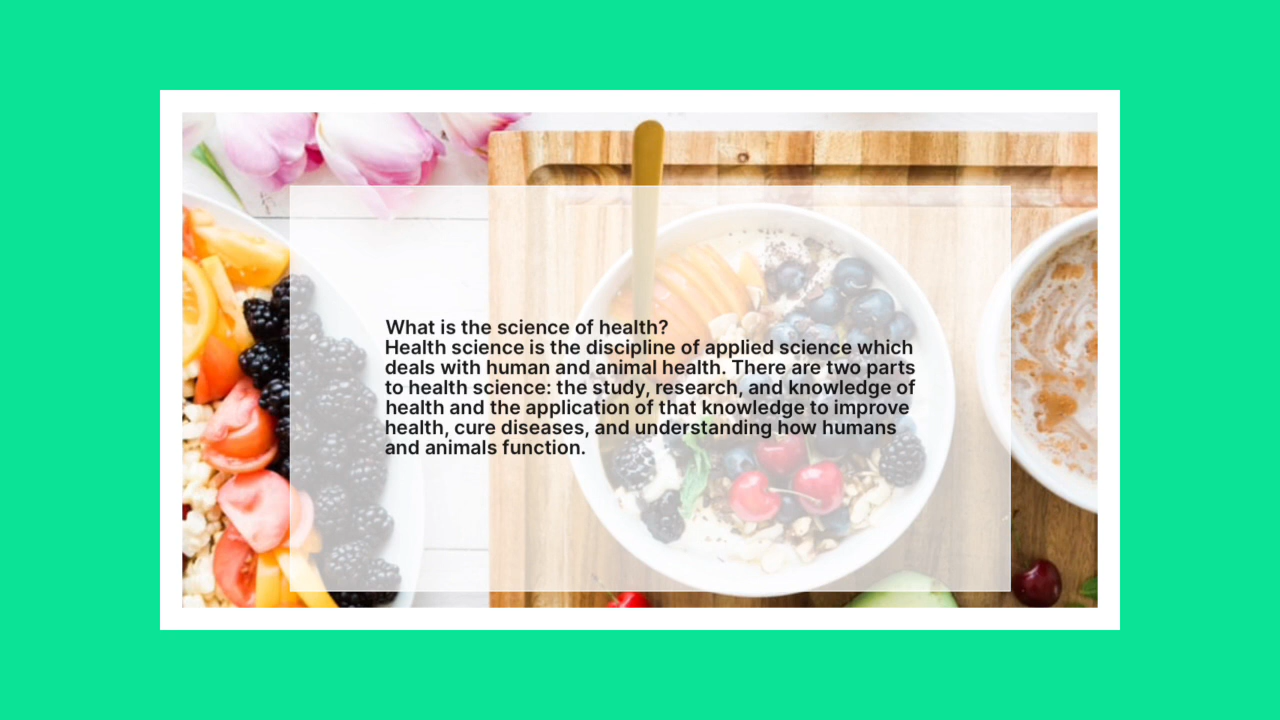 What is the science of health?
Health science is the discipline of applied science which
deals with human and animal health. There are two parts
to health science: the study, research, and knowledge of
health and the application of that knowledge to improve
health, cure diseases, and understanding how humans
and animals function.